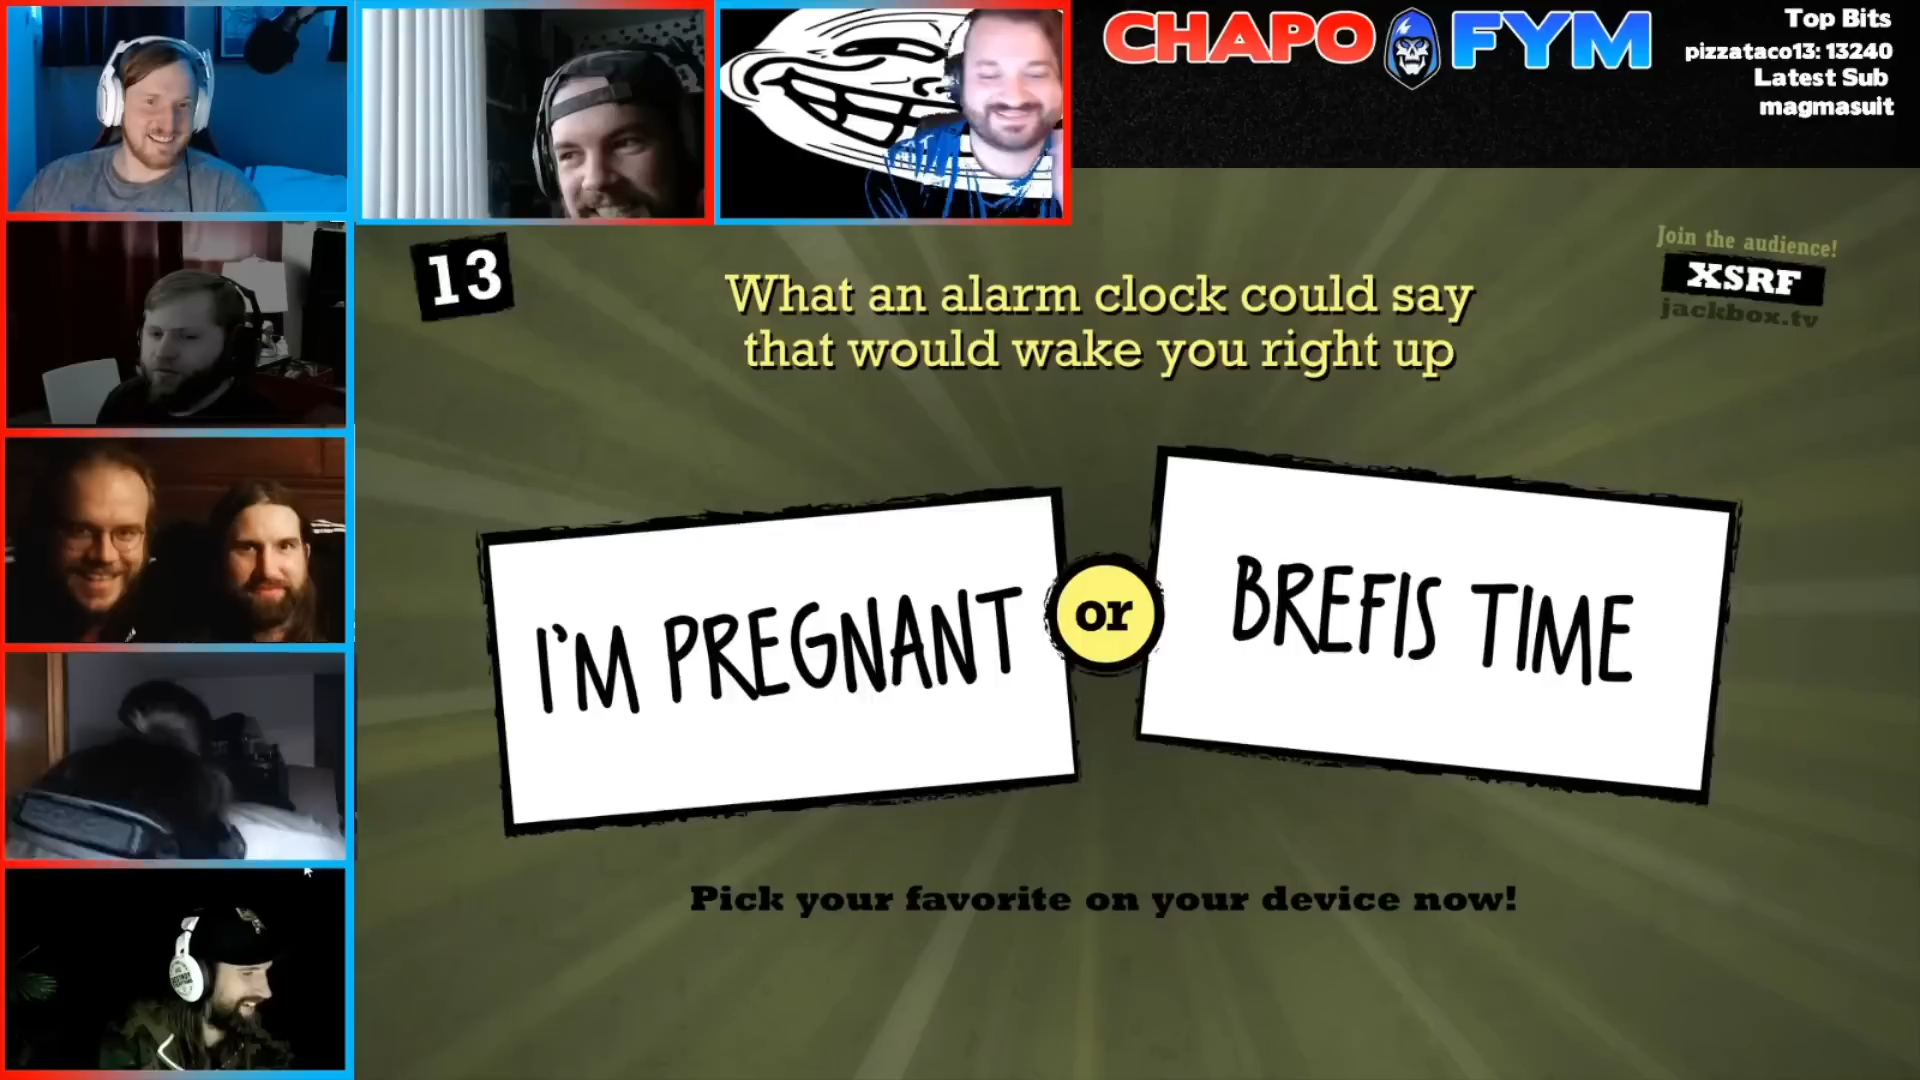 CHAPO FYM
Top Bits
pizzataco13: 13240
Latest Sub
magmasuit
13
What an alarm clock could say
that would wake you right up
Join the audience!
XSRF
jackbox.tv
I'M PREGNANT
or
BREFIS TIME
Pick your favorite on your device now!